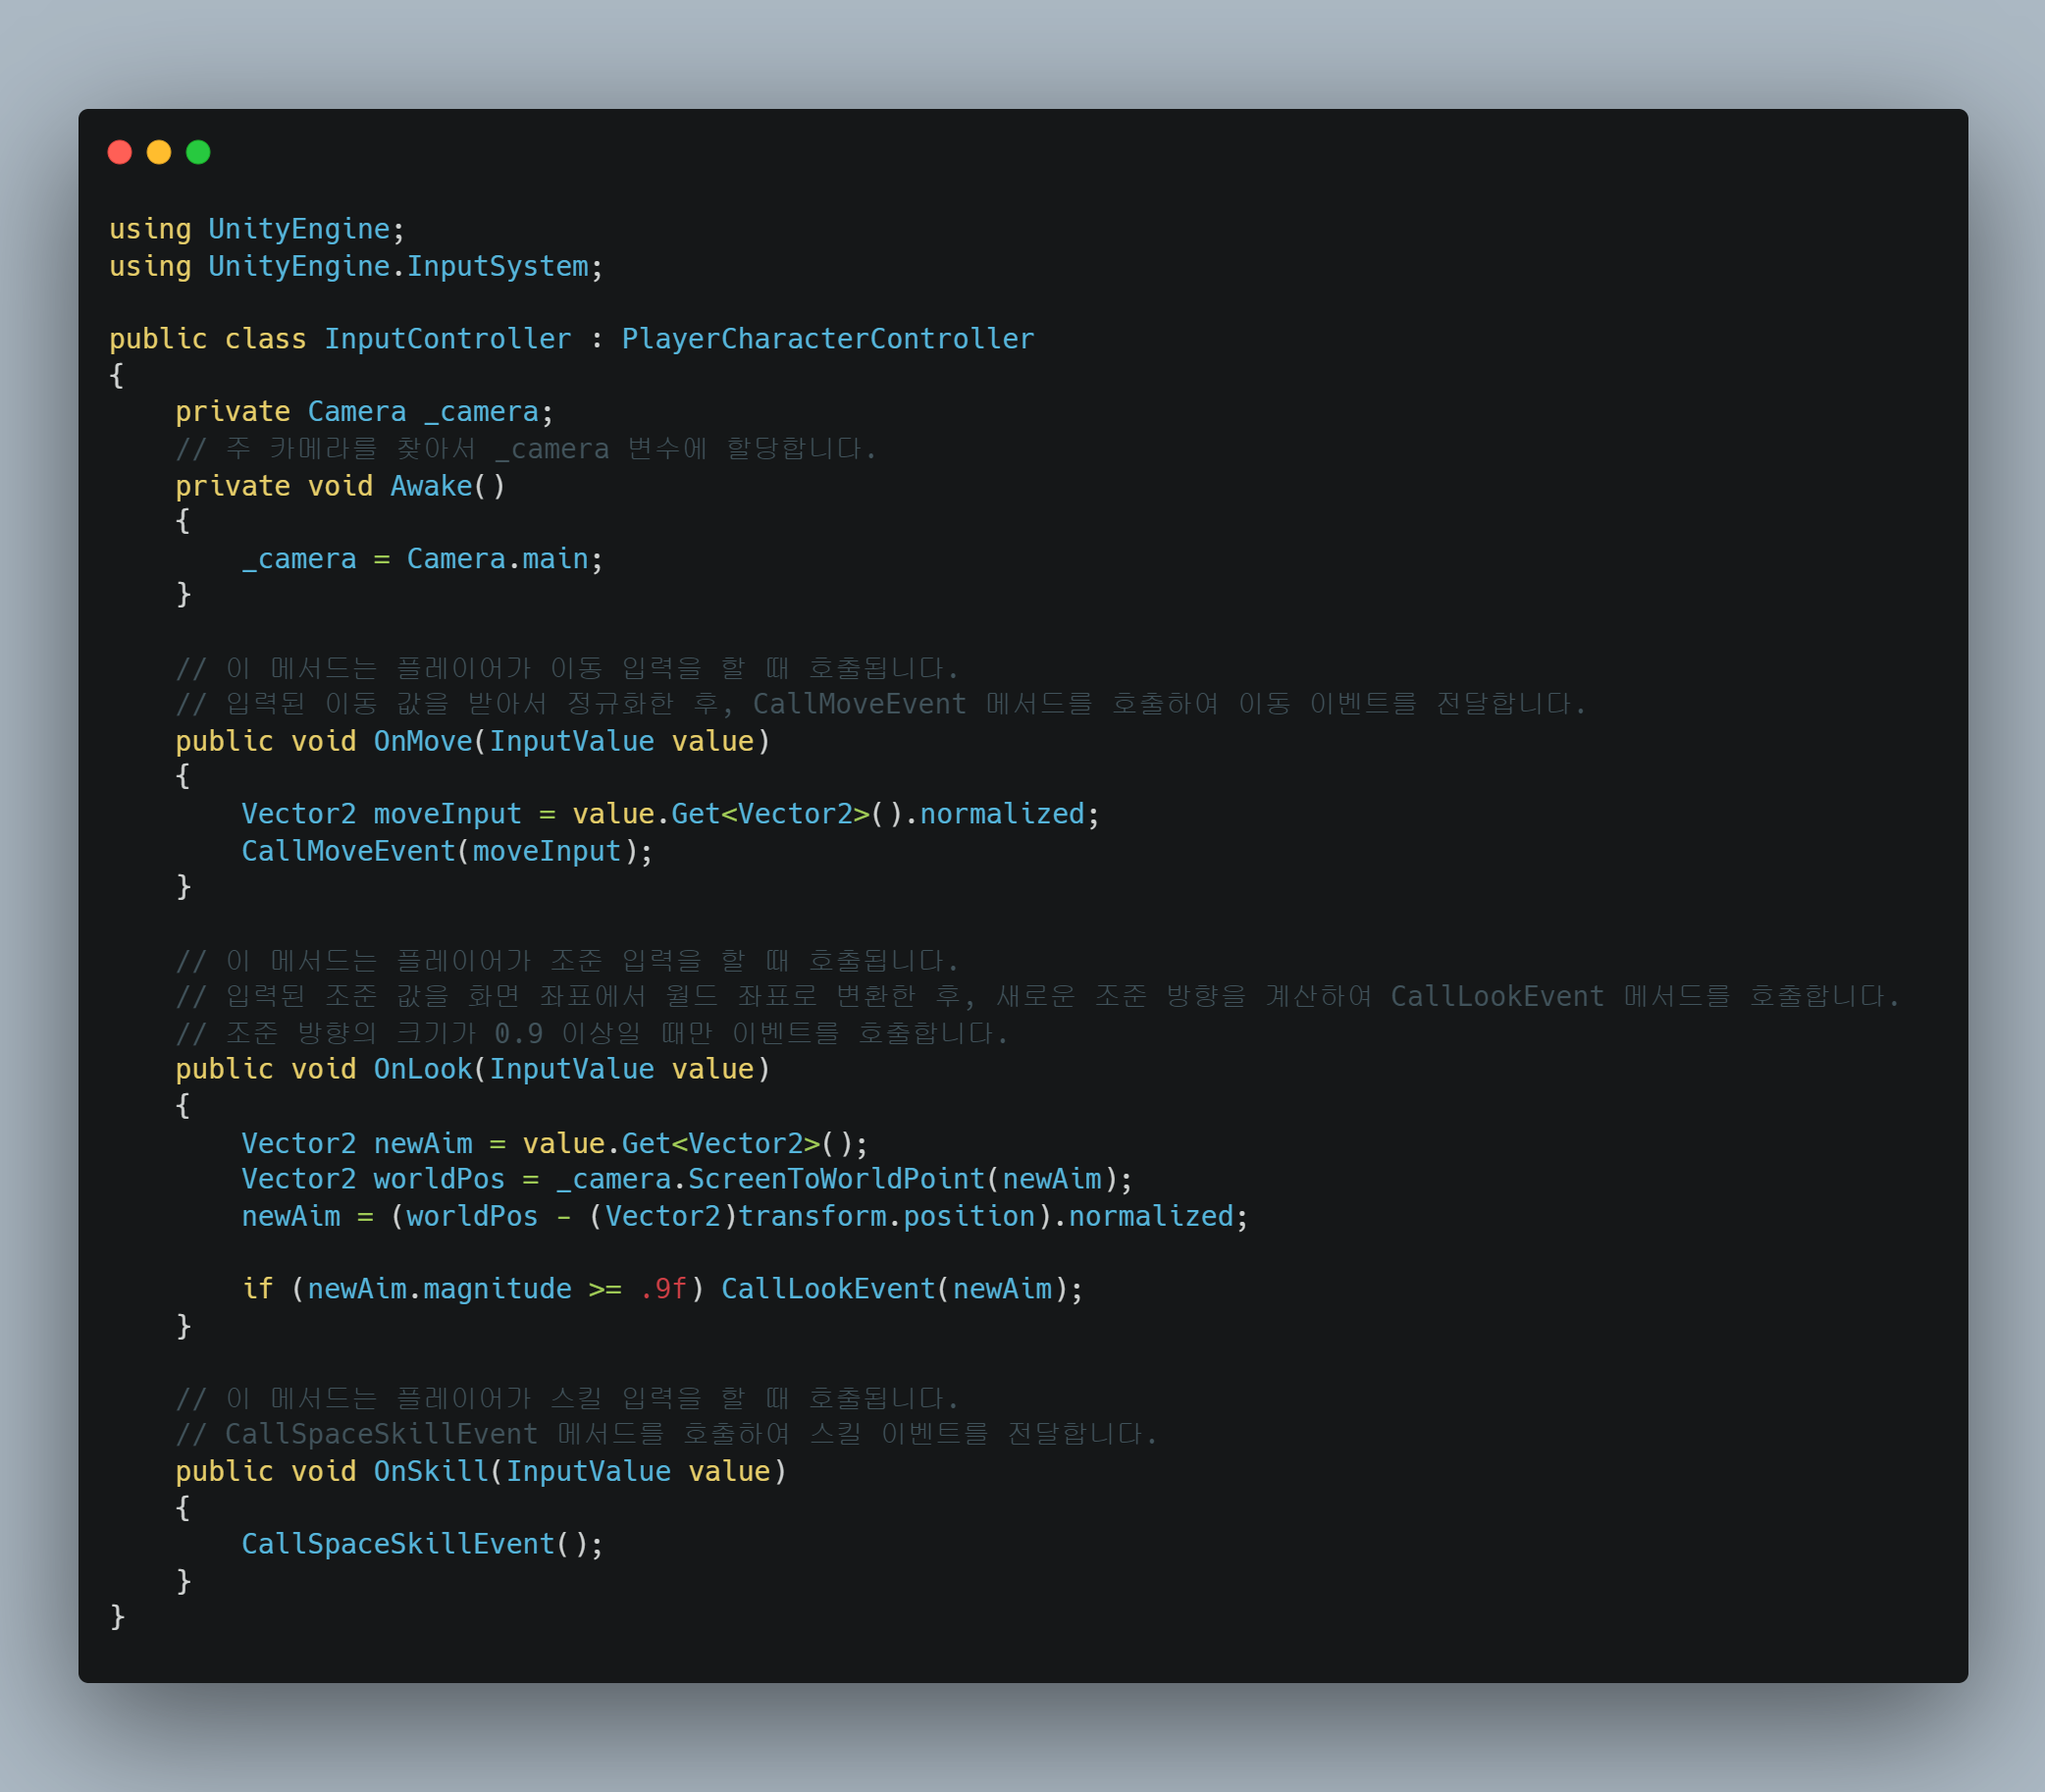 using UnityEngine;
using UnityEngine.InputSystem;

public class InputController : PlayerCharacterController
{
    private Camera _camera;
    // 주 카메라를 찾아서 _camera 변수에 할당합니다.
    private void Awake()
    {
        _camera = Camera.main;
    }

    // 이 메서드는 플레이어가 이동 입력을 할 때 호출됩니다.
    // 입력된 이동 값을 받아서 정규화한 후, CallMoveEvent 메서드를 호출하여 이동 이벤트를 전달합니다.
    public void OnMove(InputValue value)
    {
        Vector2 moveInput = value.Get<Vector2>().normalized;
        CallMoveEvent(moveInput);
    }

    // 이 메서드는 플레이어가 조준 입력을 할 때 호출됩니다.
    // 입력된 조준 값을 화면 좌표에서 월드 좌표로 변환한 후, 새로운 조준 방향을 계산하여 CallLookEvent 메서드를 호출합니다.
    // 조준 방향의 크기가 0.9 이상일 때만 이벤트를 호출합니다.
    public void OnLook(InputValue value)
    {
        Vector2 newAim = value.Get<Vector2>();
        Vector2 worldPos = _camera.ScreenToWorldPoint(newAim);
        newAim = (worldPos - (Vector2)transform.position).normalized;

        if (newAim.magnitude >= .9f) CallLookEvent(newAim);
    }

    // 이 메서드는 플레이어가 스킬 입력을 할 때 호출됩니다.
    // CallSpaceSkillEvent 메서드를 호출하여 스킬 이벤트를 전달합니다.
    public void OnSkill(InputValue value)
    {
        CallSpaceSkillEvent();
    }
}